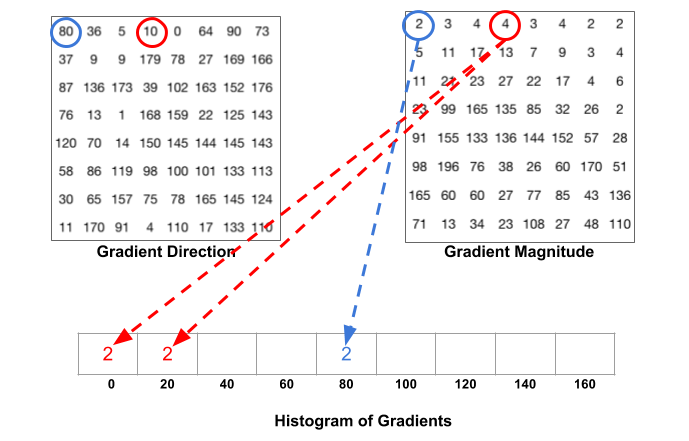 80 36 5 10 0 64 90 73
37 9 9 179 78 27 169 166
87 136 173 39 102 163 152 176
76 13 1 168 159 22 125 143
120 70 14 150 145 144 145 143
58 86 119 98 100 101 133 113
30 65 157 75 78 165 145 124
11 170 91 4 110 17 133 110
Gradient Direction
2 3 4 4 3 4 2 2
5 11 17 13 7 9 3 4
11 21 23 27 22 17 4 6
23 99 165 135 85 32 26 2
91 155 133 136 144 152 57 28
98 196 76 38 26 60 170 51
165 60 60 27 77 85 43 136
71 13 34 23 108 27 48 110
Gradient Magnitude
2 2 2
0 20 40 60 80 100 120 140 160
Histogram of Gradients